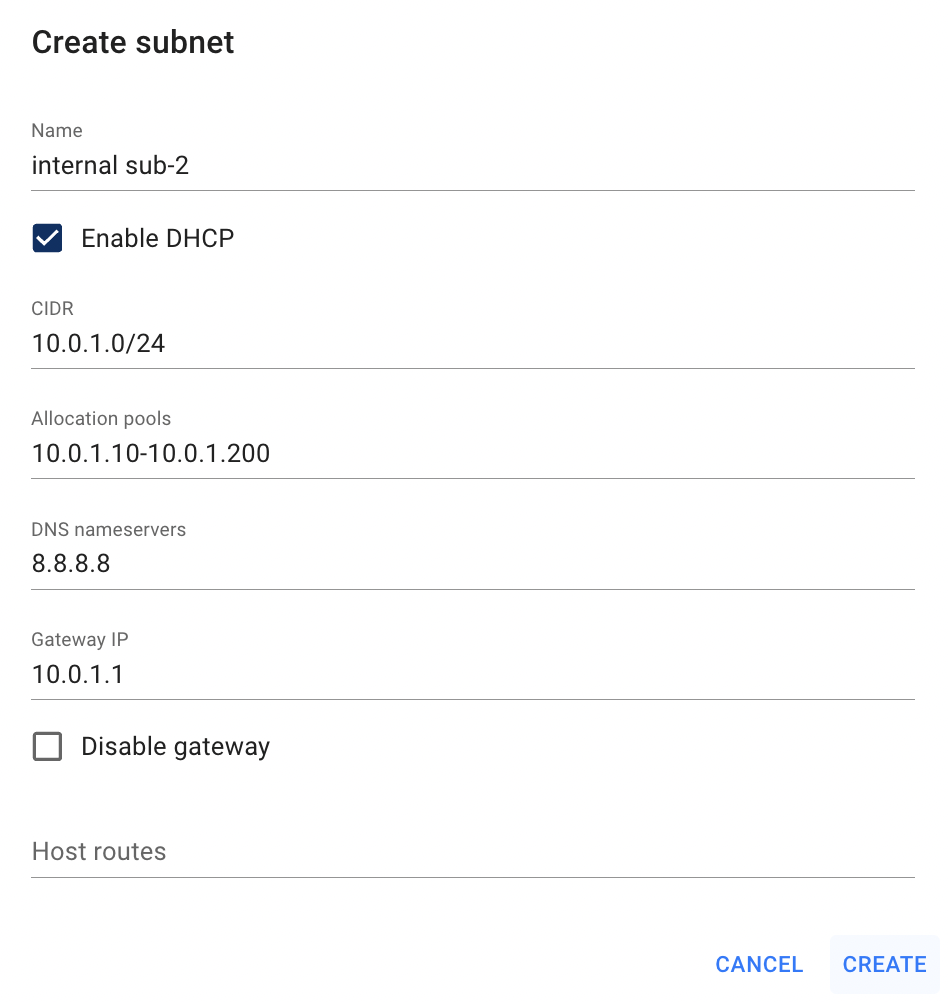 Create subnet
Name
internal sub-2
Enable DHCP
CIDR
10.0.1.0/24
Allocation pools
10.0.1.10-10.0.1.200
DNS nameservers
8.8.8.8
Gateway IP
10.0.1.1
Disable gateway
Host routes
CANCEL CREATE